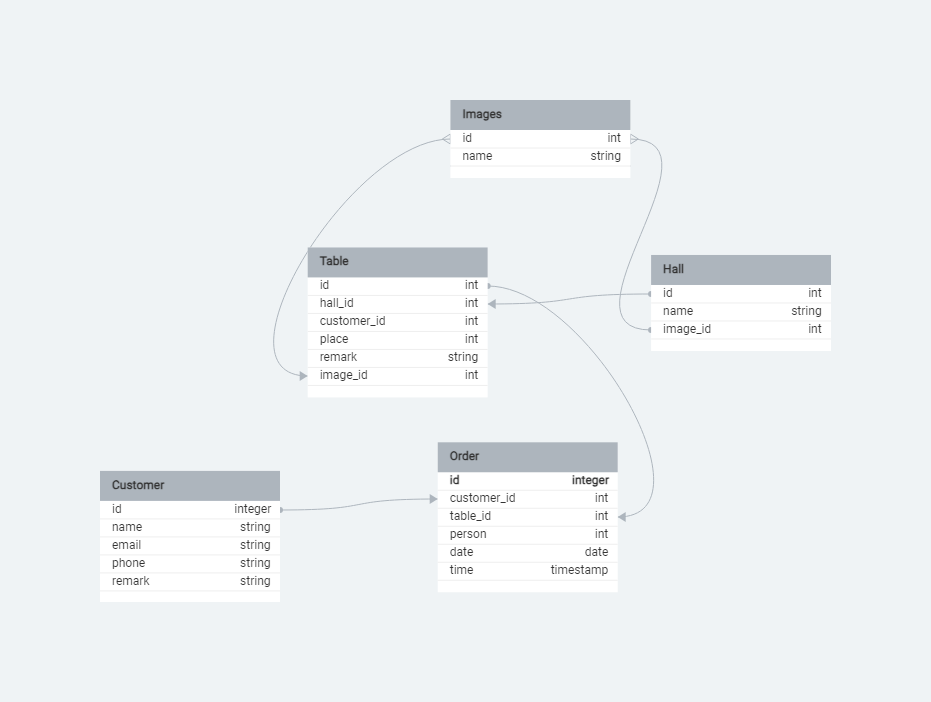 Images
id int
name string
Table
id int
hall_id int
customer_id int
place int
remark string
image_id int
Hall
id int
name string
image_id int
Order
id integer
customer_id int
table_id int
person int
date date
time timestamp
Customer
id integer
name string
email string
phone string
remark string